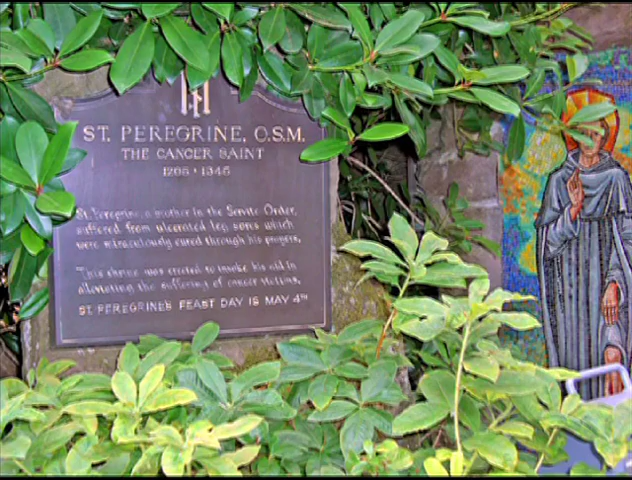 ST. PEREGRINE, O.S.M.
THE CANCER SAINT
1265 · 1345
St. Peregrine, a mother in the Servite Order,
suffered from ulcerated leg sores which
were miraculously cured through his prayers.
This shrine was erected to invoke his aid in
alleviating the suffering of cancer victims.
ST. PEREGRINE'S FEAST DAY IS MAY 4TH